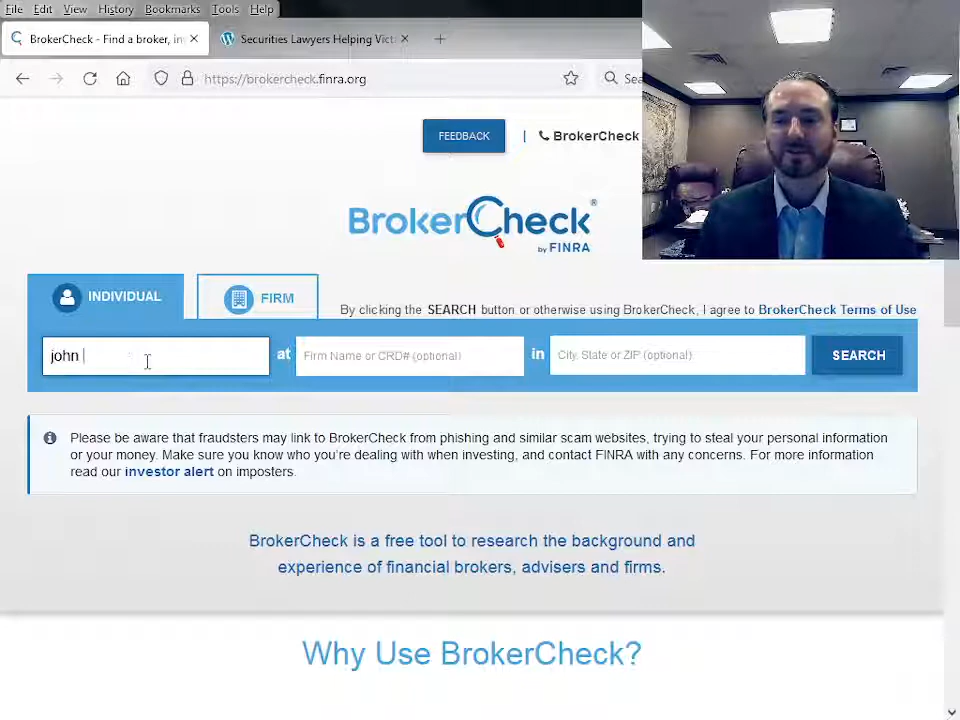 File Edit View History Bookmarks Tools Help
BrokerCheck - Find a broker, in
Securities Lawyers Helping Vict
https://brokercheck.finra.org
Sea
FEEDBACK | BrokerCheck
BrokerCheck®
by FINRA
INDIVIDUAL
FIRM
By clicking the SEARCH button or otherwise using BrokerCheck, I agree to BrokerCheck Terms of Use
john at Firm Name or CRD# (optional) in City, State or ZIP (optional) SEARCH
Please be aware that fraudsters may link to BrokerCheck from phishing and similar scam websites, trying to steal your personal information
or your money. Make sure you know who you're dealing with when investing, and contact FINRA with any concerns. For more information
read our investor alert on imposters.
BrokerCheck is a free tool to research the background and
experience of financial brokers, advisers and firms.
Why Use BrokerCheck?